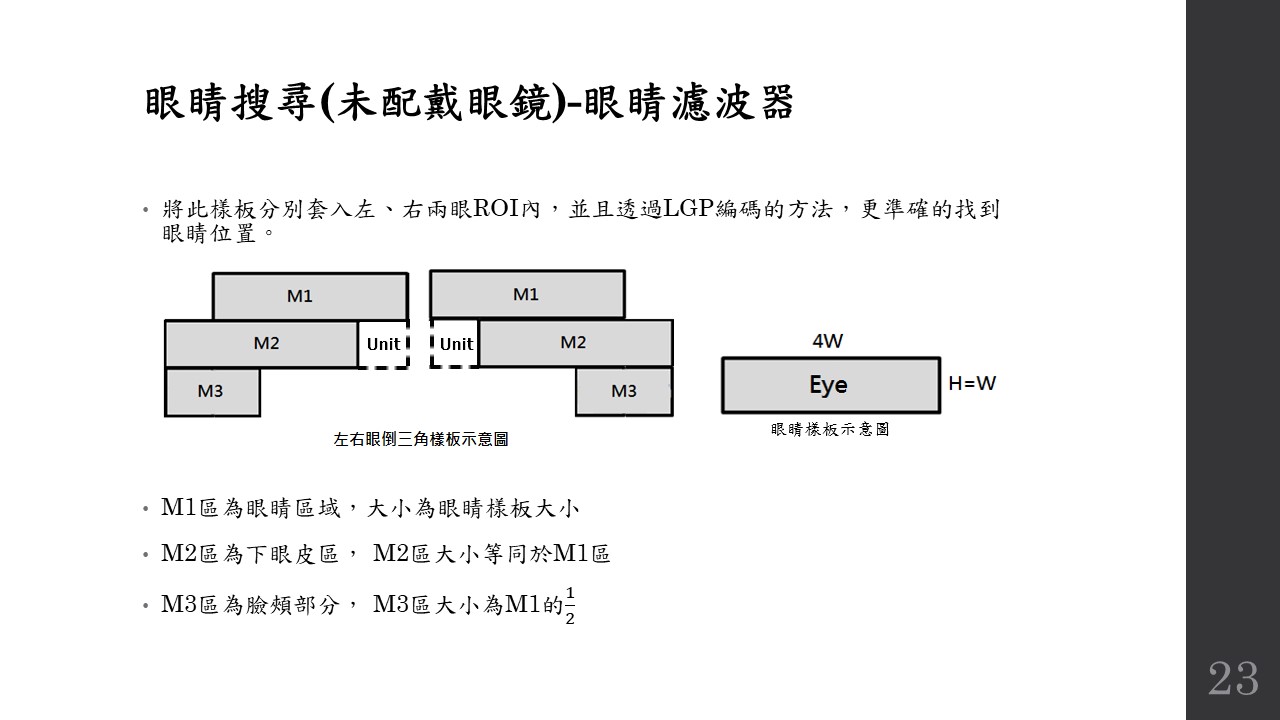 眼睛搜尋(未配戴眼鏡)-眼睛濾波器
• 將此樣板分別套入左、右兩眼ROI內，並且透過LGP編碼的方法，更準確的找到
眼睛位置。
M1
M1
M2
Unit
Unit
M2
M3
M3
4W
Eye
H=W
左右眼倒三角樣板示意圖
眼睛樣板示意圖
• M1區為眼睛區域，大小為眼睛樣板大小
• M2區為下眼皮區， M2區大小等同於M1區
• M3區為臉頰部分， M3區大小為M1的1/2
23